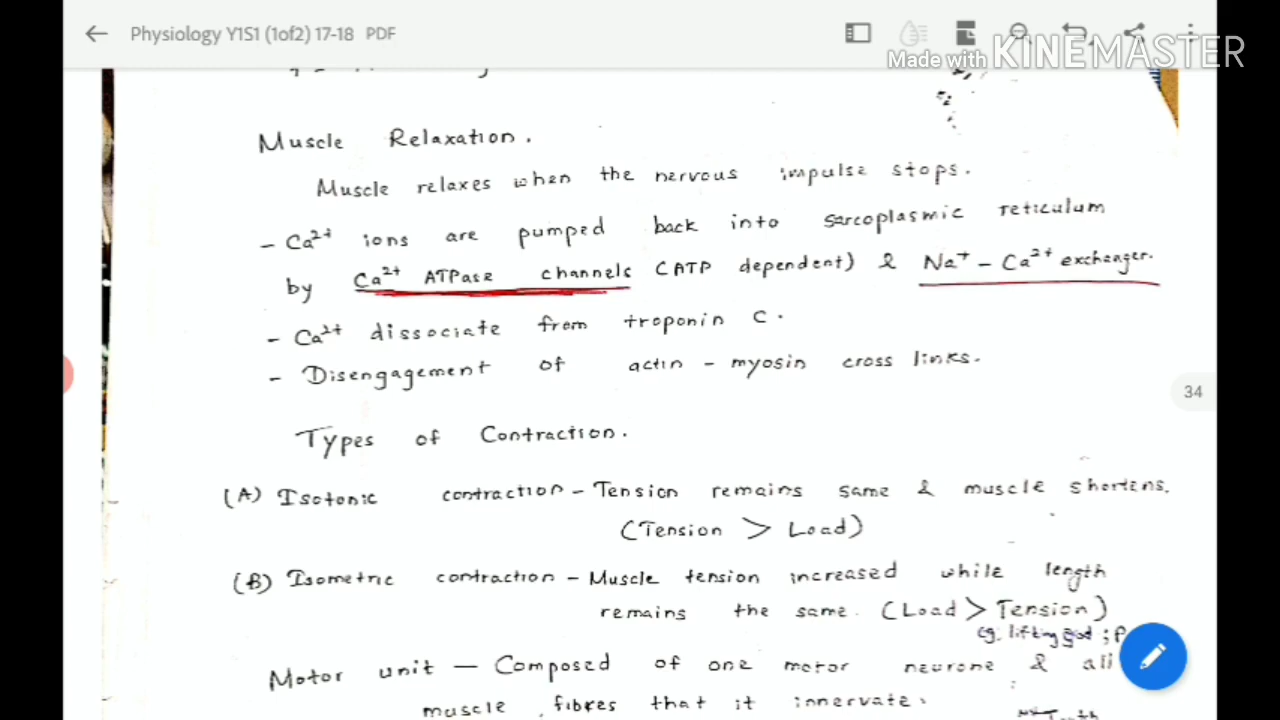 Physiology Y1S1 (1of2) 17-18 PDF
Made with KINEMASTER
Muscle Relaxation.
Muscle relaxes when the nervous impulse stops.
- Ca2+ ions are pumped back into sarcoplasmic reticulum
by Ca2+ ATPase channels (ATP dependent) & Na+ - Ca2+ exchanger.
- Ca2+ dissociate from troponin C.
- Disengagement of actin - myosin cross links.
34
Types of Contraction.
(A) Isotonic contraction - Tension remains same & muscle shortens.
(Tension > Load)
(B) Isometric contraction - Muscle tension increased while length
remains the same. (Load > Tension)
eg. lifting
Motor unit - Composed of one motor neurone & all
muscle fibres that it innervate.